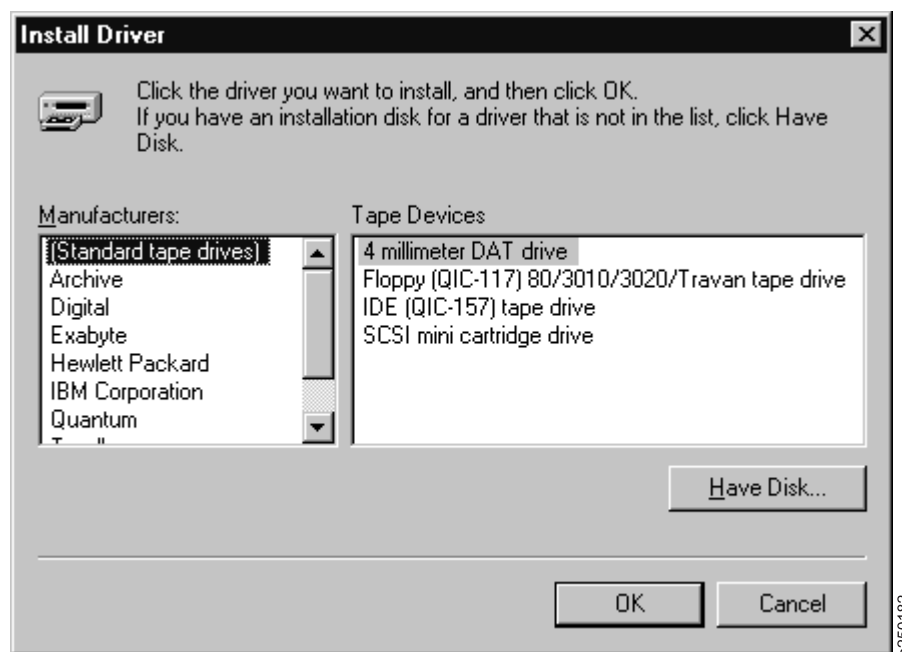 Install Driver
Click the driver you want to install, and then click OK.
If you have an installation disk for a driver that is not in the list, click Have
Disk.
Manufacturers:
(Standard tape drives)
Archive
Digital
Exabyte
Hewlett Packard
IBM Corporation
Quantum
Tape Devices
4 millimeter DAT drive
Floppy (QIC-117) 80/3010/3020/Travan tape drive
IDE (QIC-157) tape drive
SCSI mini cartridge drive
Have Disk...
OK
Cancel